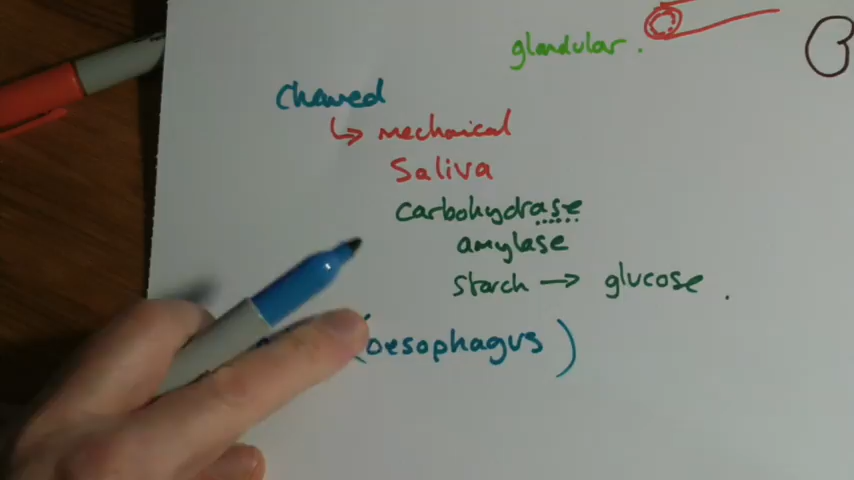 glandular.
Chewed
↳ mechanical
Saliva
carbohydrase
amylase
starch → glucose.
(oesophagus)